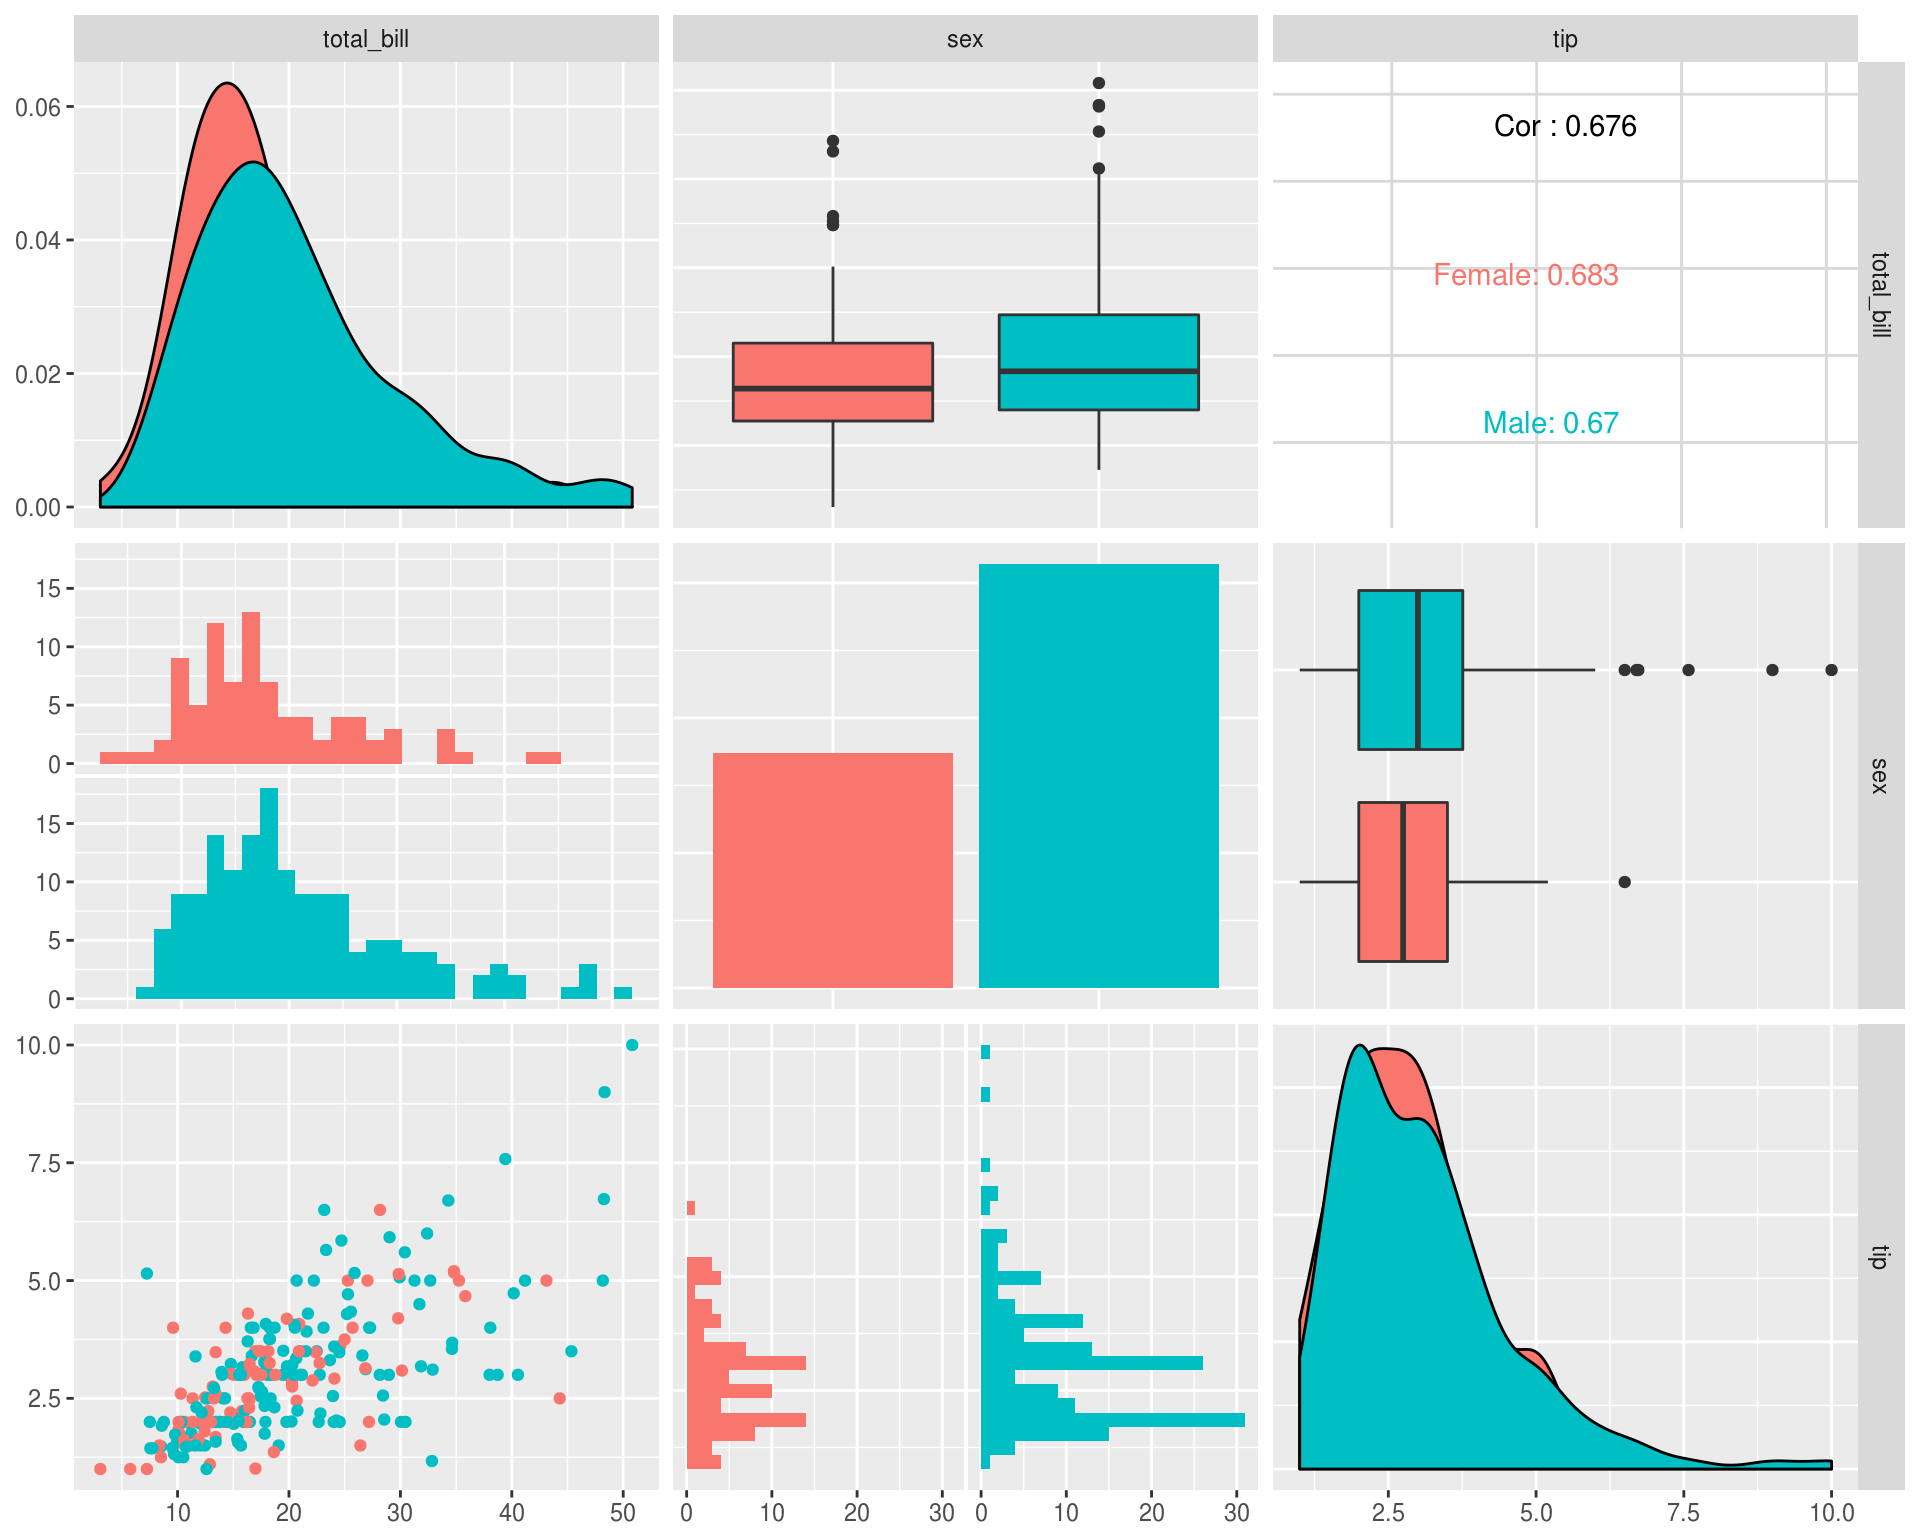 total_bill
sex
tip
0.06
0.04
0.02
0.00
Cor : 0.676
Female: 0.683
Male: 0.67
total_bill
15
10
5
0
15
10
5
0
sex
10.0
7.5
5.0
2.5
tip
10 20 30 40 50
0 10 20 30 0 10 20 30
2.5 5.0 7.5 10.0